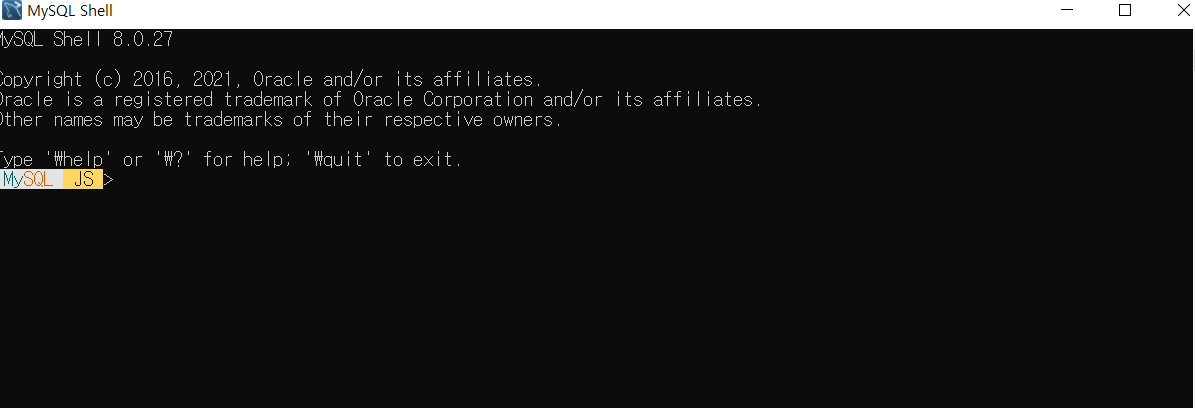 MySQL Shell
MySQL Shell 8.0.27
Copyright (c) 2016, 2021, Oracle and/or its affiliates.
Oracle is a registered trademark of Oracle Corporation and/or its affiliates.
Other names may be trademarks of their respective owners.
Type '₩help' or '₩?' for help; '₩quit' to exit.
MySQL JS >